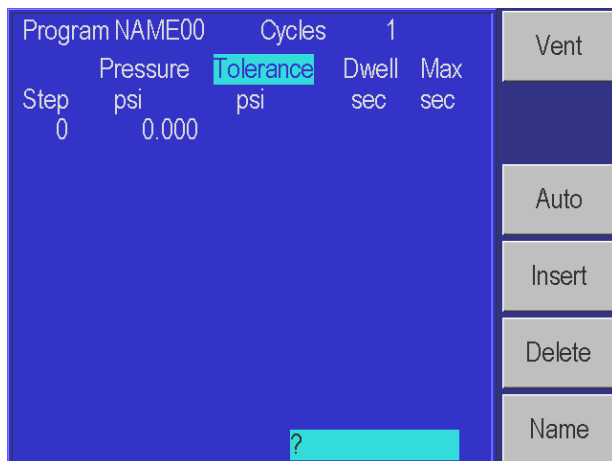 Program NAME00 Cycles 1
Pressure Tolerance Dwell Max
Step psi psi sec sec
0 0.000
?
Vent
Auto
Insert
Delete
Name